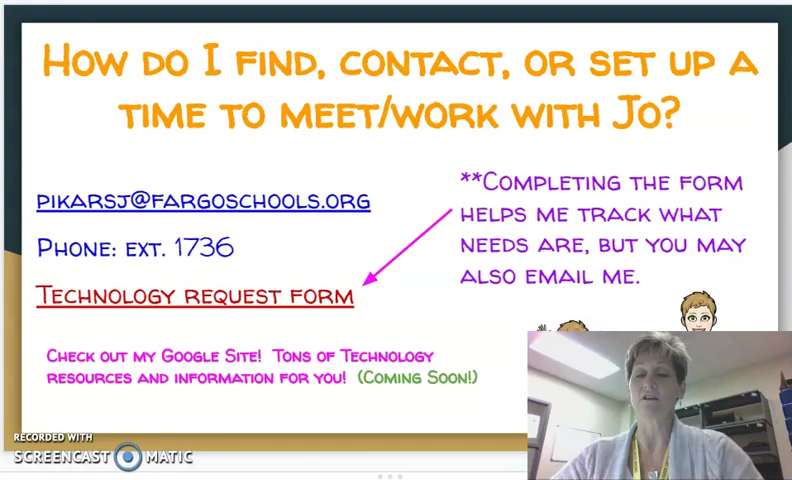 How do I find, contact, or set up a
time to meet/work with Jo?
pikarsj@fargoschools.org
Phone: ext. 1736
Technology request form
**Completing the form
helps me track what
needs are, but you may
also email me.
Check out my Google Site! Tons of Technology
resources and information for you! (Coming Soon!)
RECORDED WITH
SCREENCAST MATIC